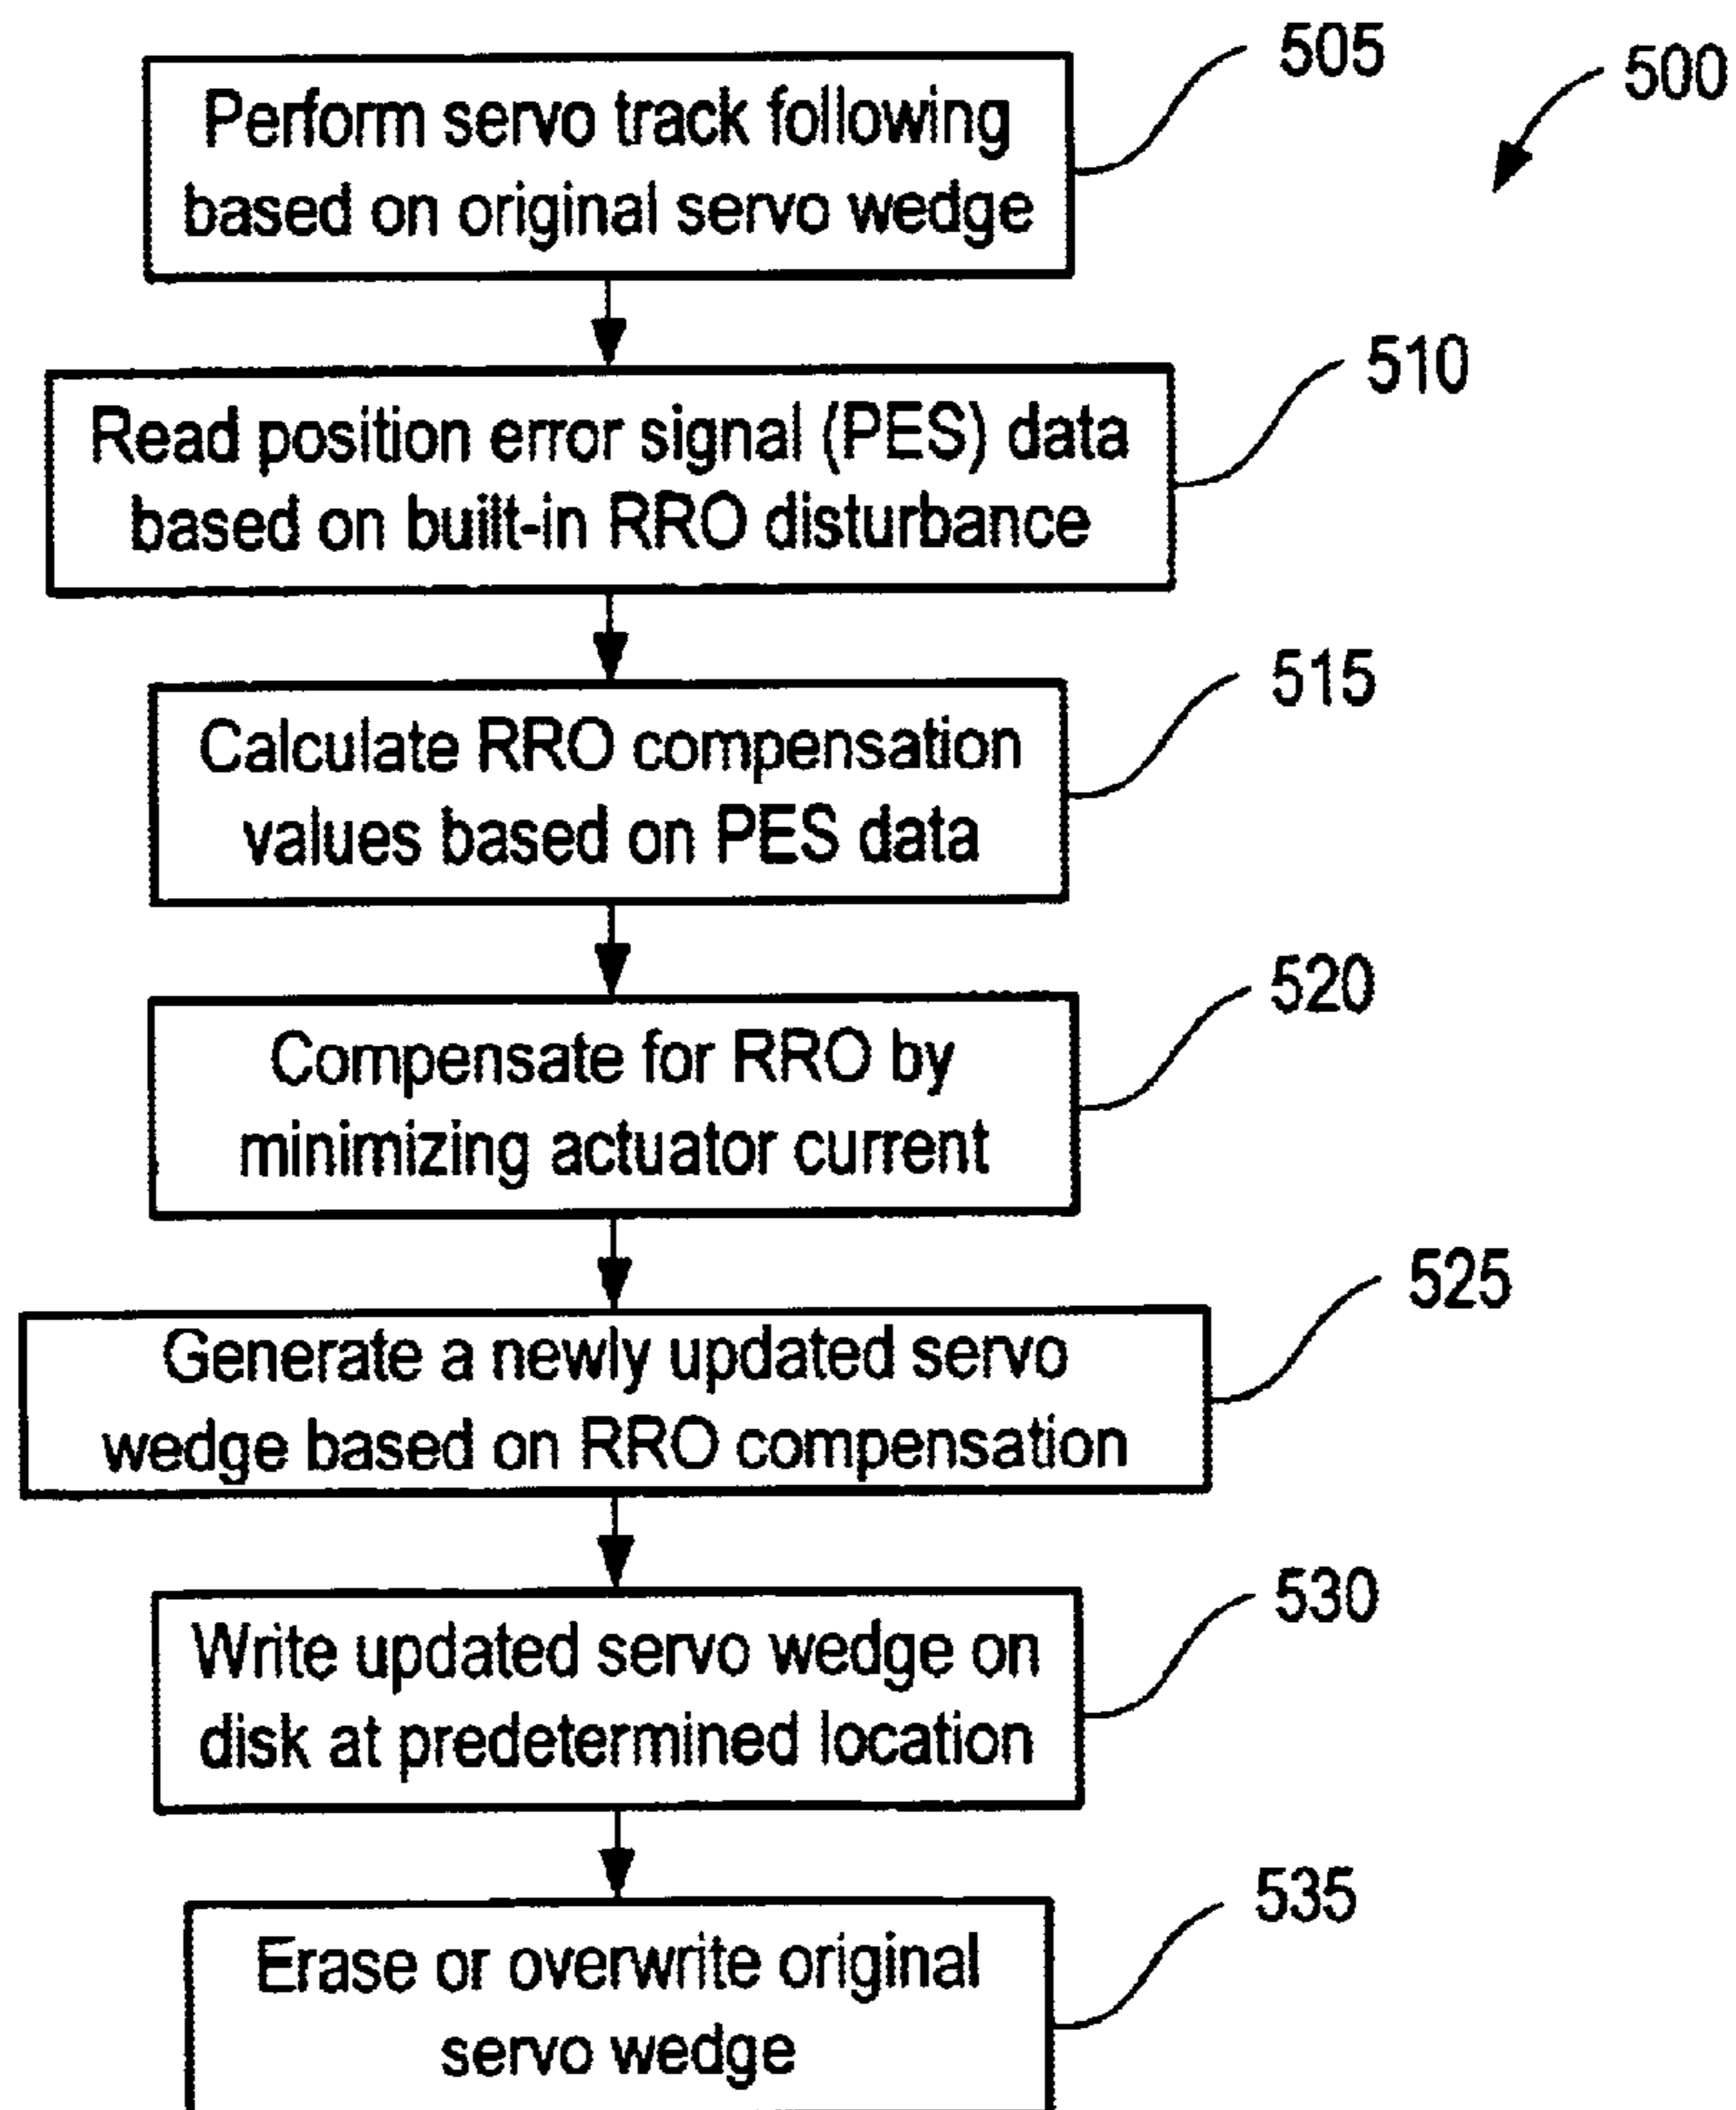 505
500
Perform servo track following
based on original servo wedge
510
Read position error signal (PES) data
based on built-in RRO disturbance
515
Calculate RRO compensation
values based on PES data
520
Compensate for RRO by
minimizing actuator current
525
Generate a newly updated servo
wedge based on RRO compensation
530
Write updated servo wedge on
disk at predetermined location
535
Erase or overwrite original
servo wedge